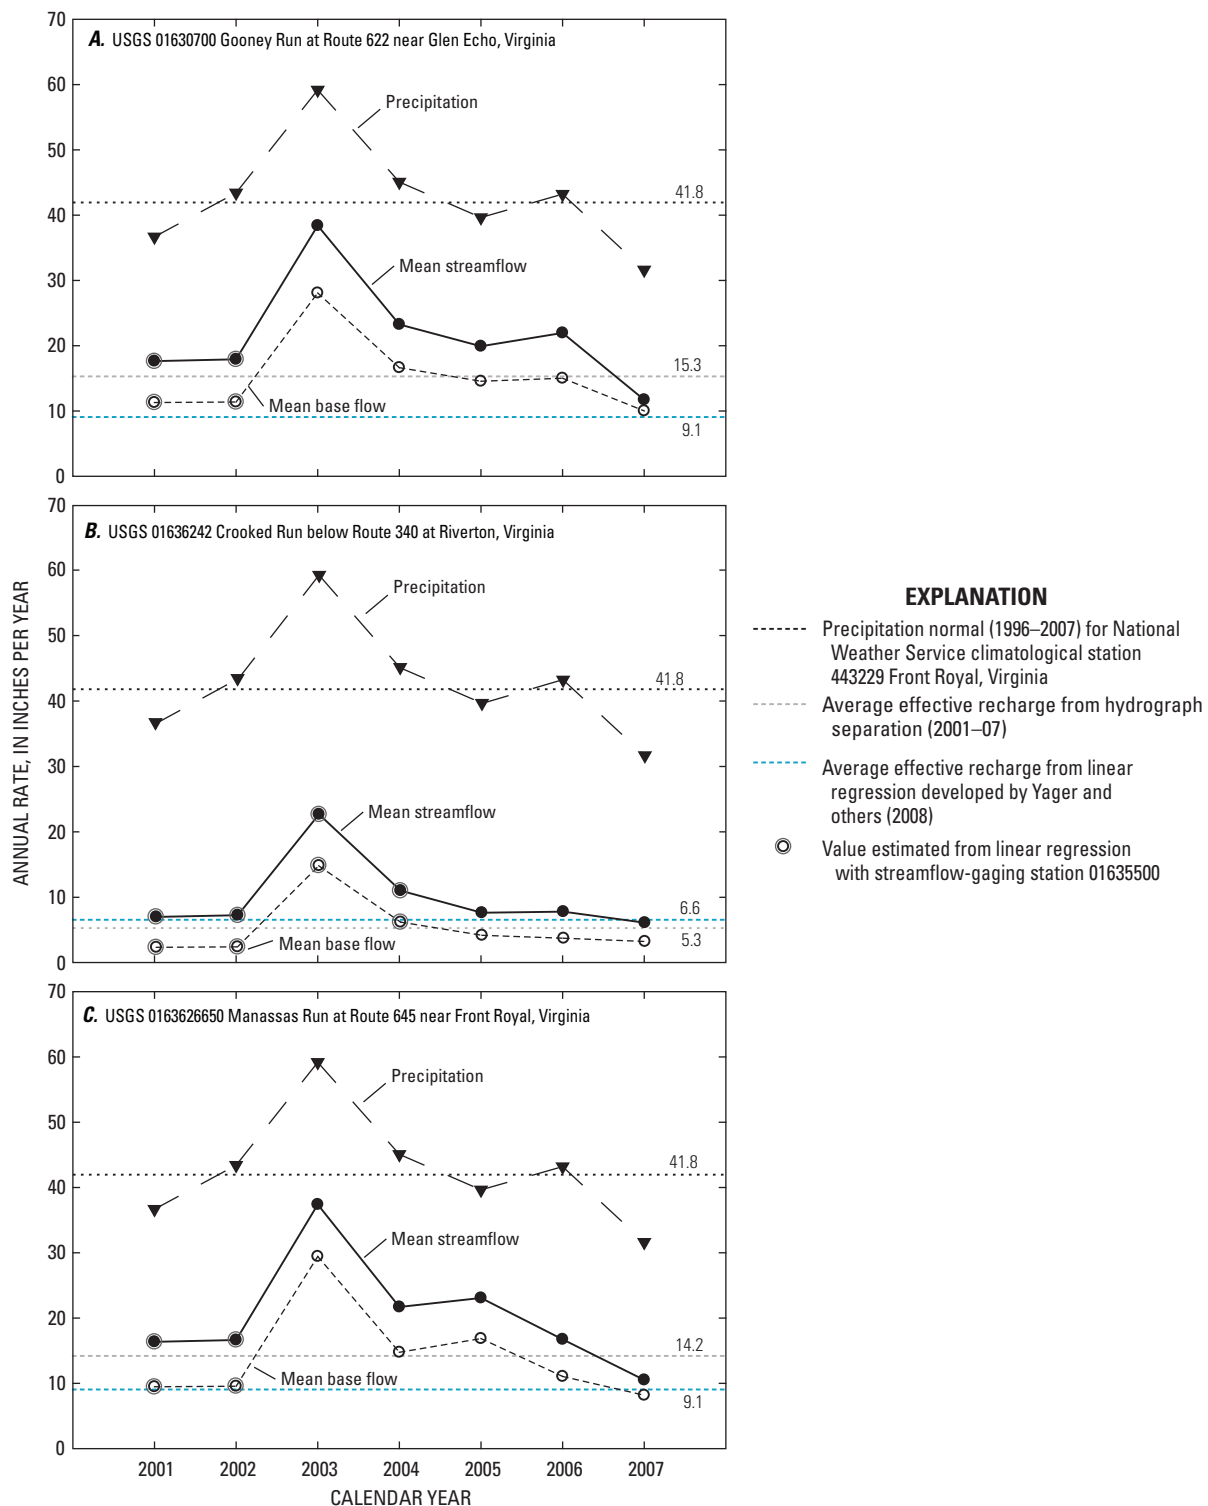 ANNUAL RATE, IN INCHES PER YEAR
70
60
50
40
30
20
10
0
A. USGS 01630700 Gooney Run at Route 622 near Glen Echo, Virginia
Precipitation
41.8
Mean streamflow
15.3
Mean base flow
9.1
70
60
50
40
30
20
10
0
B. USGS 01636242 Crooked Run below Route 340 at Riverton, Virginia
Precipitation
41.8
Mean streamflow
6.6
Mean base flow
5.3
70
60
50
40
30
20
10
0
C. USGS 0163626650 Manassas Run at Route 645 near Front Royal, Virginia
Precipitation
41.8
Mean streamflow
14.2
Mean base flow
9.1
2001 2002 2003 2004 2005 2006 2007
CALENDAR YEAR
EXPLANATION
Precipitation normal (1996–2007) for National
Weather Service climatological station
443229 Front Royal, Virginia
Average effective recharge from hydrograph
separation (2001–07)
Average effective recharge from linear
regression developed by Yager and
others (2008)
Value estimated from linear regression
with streamflow-gaging station 01635500